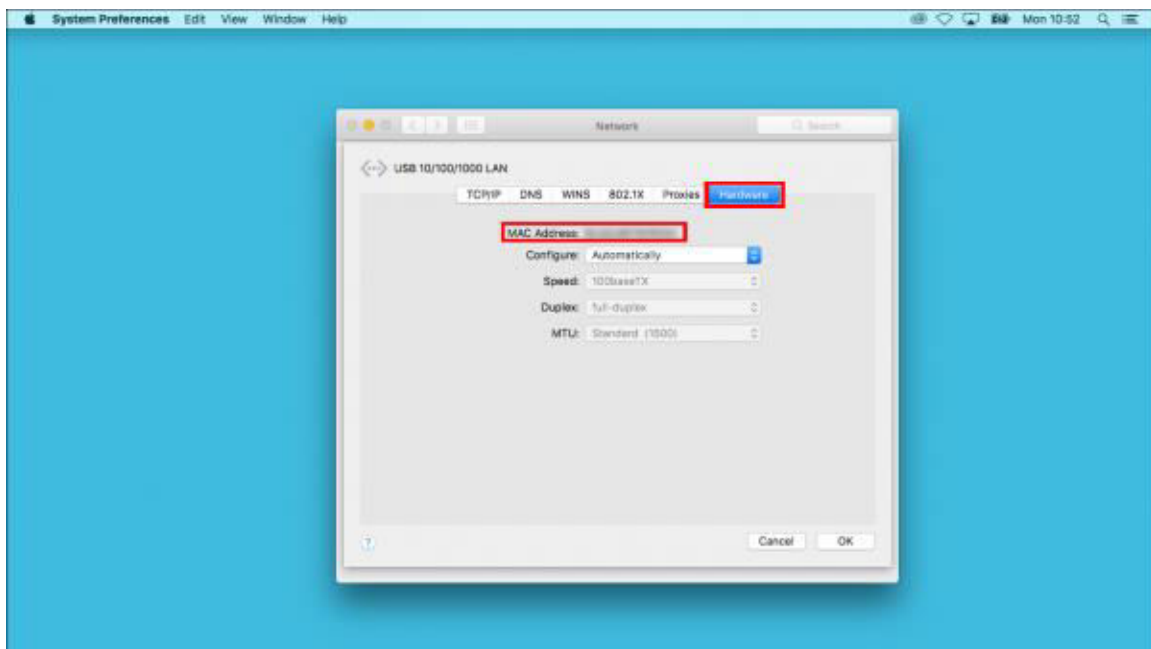 System Preferences Edit View Window Help
Mon 10:52
Network
Search
USB 10/100/1000 LAN
TCP/IP DNS WINS 802.1X Proxies Hardware
MAC Address:
Configure: Automatically
Speed: 100baseTX
Duplex: full-duplex
MTU: Standard (1500)
?
Cancel OK